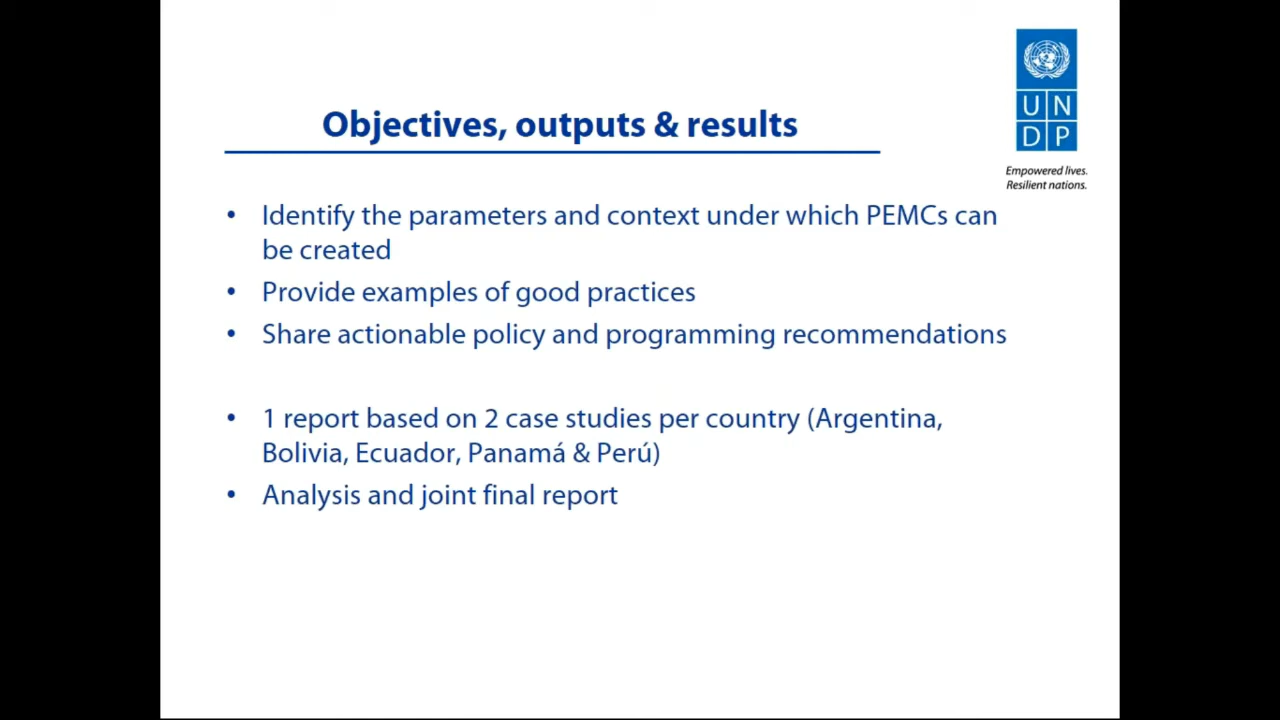 Objectives, outputs & results
U N
D P
Empowered lives.
Resilient nations.
• Identify the parameters and context under which PEMCs can
be created
• Provide examples of good practices
• Share actionable policy and programming recommendations
• 1 report based on 2 case studies per country (Argentina,
Bolivia, Ecuador, Panamá & Perú)
• Analysis and joint final report